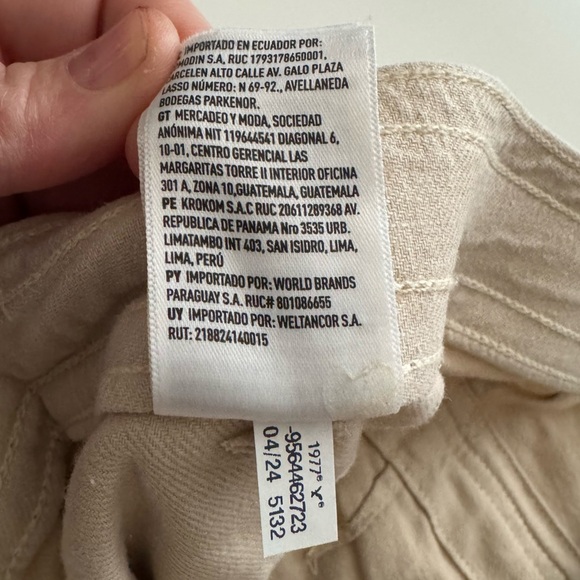 IMPORTADO EN ECUADOR POR:
MODIN S.A, RUC 1793178650001,
CARCELEN ALTO CALLE AV. GALO PLAZA
LASSO NÚMERO: N 69-92., AVELLANEDA
BODEGAS PARKENOR.
GT MERCADEO Y MODA, SOCIEDAD
ANÓNIMA NIT 119644541 DIAGONAL 6,
10-01, CENTRO GERENCIAL LAS
MARGARITAS TORRE II INTERIOR OFICINA
301 A, ZONA 10,GUATEMALA, GUATEMALA
PE KROKOM S.A.C RUC 20611289368 AV.
REPUBLICA DE PANAMA Nro 3535 URB.
LIMATAMBO INT 403, SAN ISIDRO, LIMA,
LIMA, PERÚ
PY IMPORTADO POR: WORLD BRANDS
PARAGUAY S.A. RUC# 801086655
UY IMPORTADO POR: WELTANCOR S.A.
RUT: 218824140015
1977®
-9564462723
04/24 5132